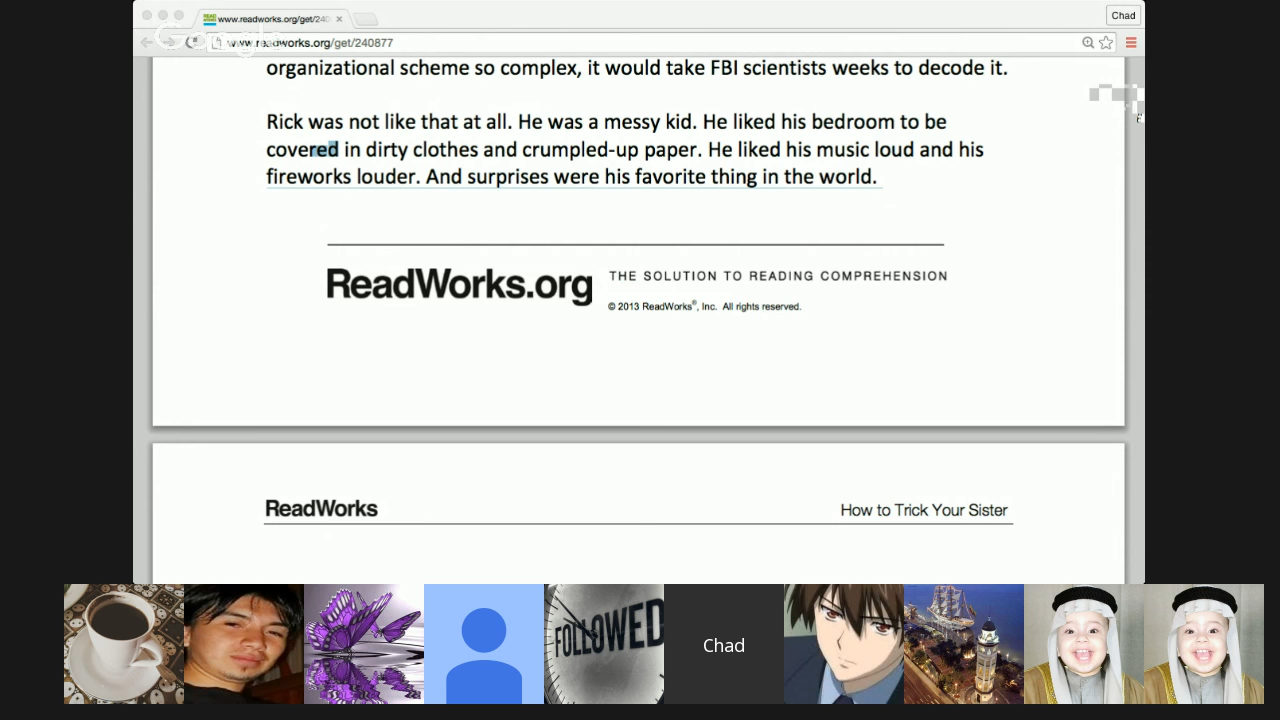 www.readworks.org/get/240
Chad
Google
www.readworks.org/get/240877
organizational scheme so complex, it would take FBI scientists weeks to decode it.
Rick was not like that at all. He was a messy kid. He liked his bedroom to be
covered in dirty clothes and crumpled-up paper. He liked his music loud and his
fireworks louder. And surprises were his favorite thing in the world.
ReadWorks.org
THE SOLUTION TO READING COMPREHENSION
© 2013 ReadWorks®, Inc. All rights reserved.
ReadWorks
How to Trick Your Sister
FOLLOWED
Chad